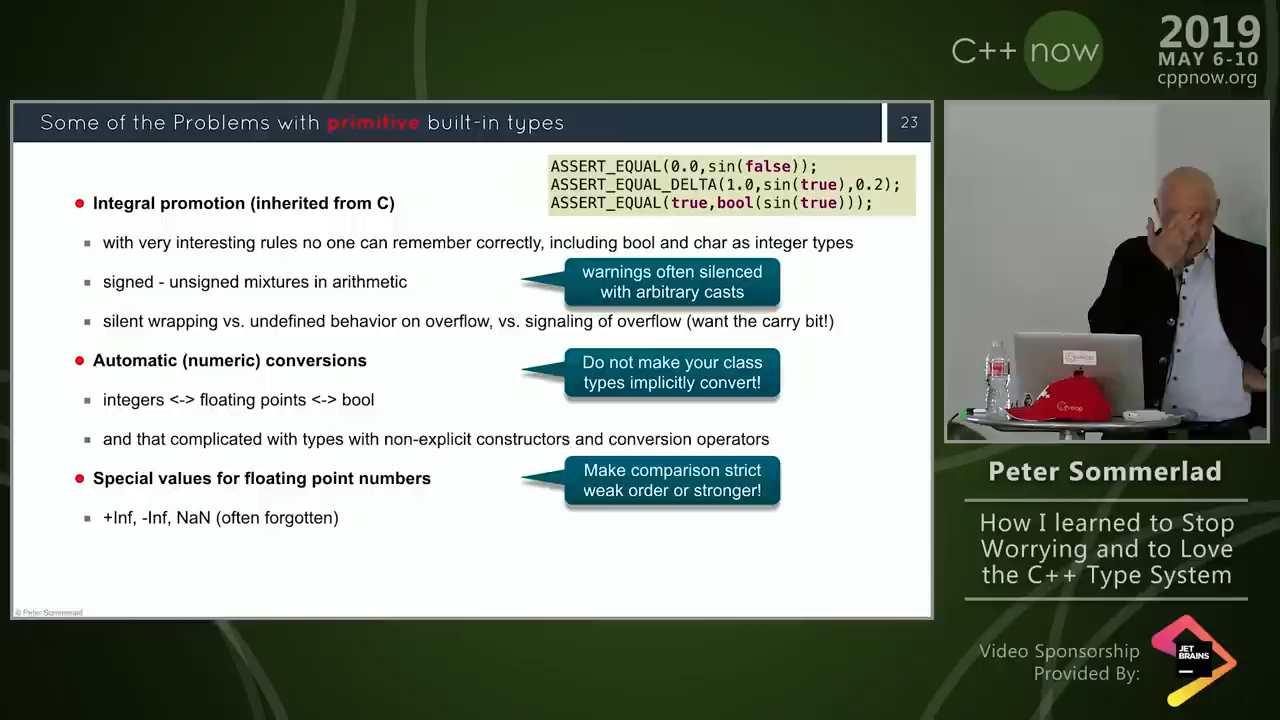 C++ now
2019
MAY 6-10
cppnow.org
Some of the Problems with primitive built-in types
23
ASSERT_EQUAL(0.0,sin(false));
ASSERT_EQUAL_DELTA(1.0,sin(true),0.2);
ASSERT_EQUAL(true,bool(sin(true)));
Integral promotion (inherited from C)
with very interesting rules no one can remember correctly, including bool and char as integer types
signed - unsigned mixtures in arithmetic
warnings often silenced
with arbitrary casts
silent wrapping vs. undefined behavior on overflow, vs. signaling of overflow (want the carry bit!)
Automatic (numeric) conversions
Do not make your class
types implicitly convert!
integers <-> floating points <-> bool
and that complicated with types with non-explicit constructors and conversion operators
Special values for floating point numbers
Make comparison strict
weak order or stronger!
+Inf, -Inf, NaN (often forgotten)
© Peter Sommerlad
Peter Sommerlad
How I learned to Stop
Worrying and to Love
the C++ Type System
Video Sponsorship
Provided By:
JET
BRAINS